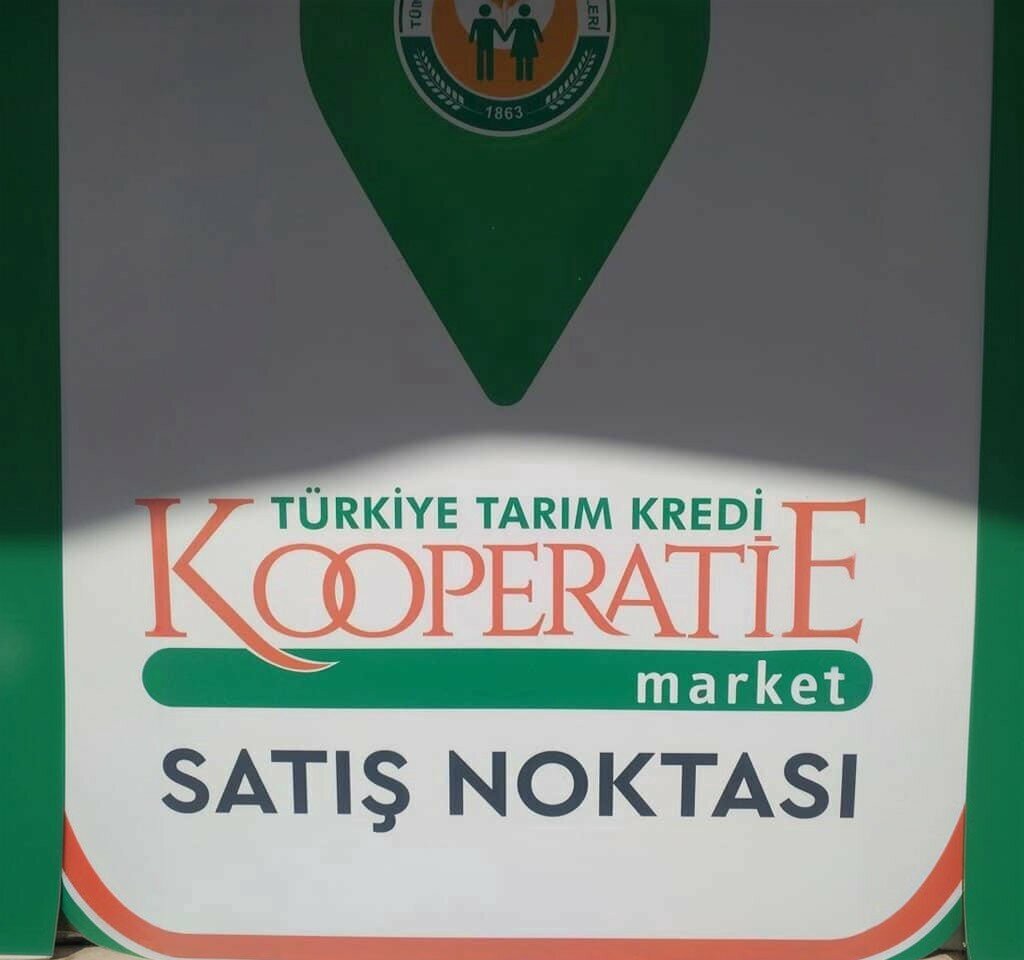 1863
TÜRKİYE TARIM KREDİ
KOOPERATİE
market
SATIŞ NOKTASI